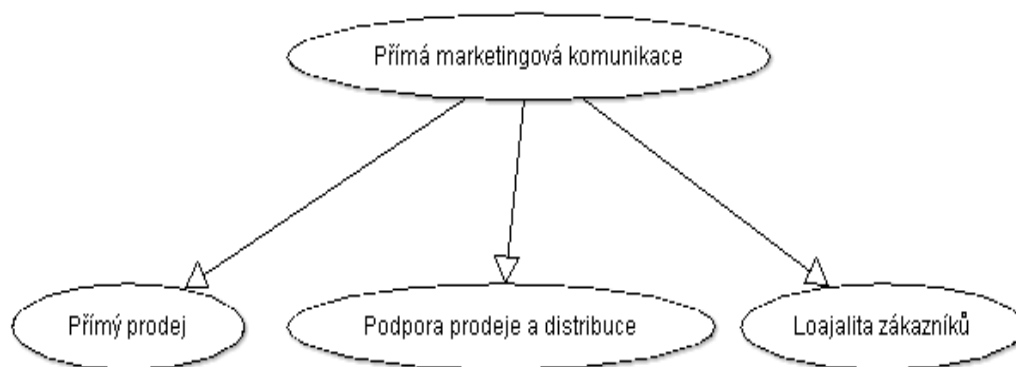 Přímá marketingová komunikace
Přímý prodej
Podpora prodeje a distribuce
Loajalita zákazníků